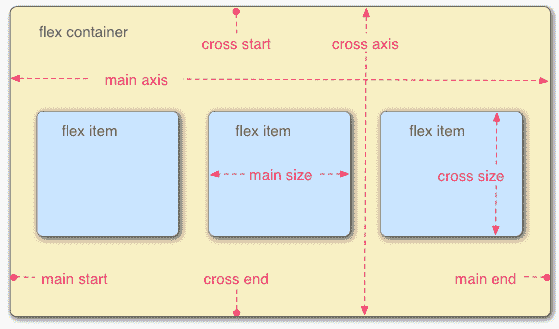 flex container
cross start
cross axis
main axis
flex item
flex item
flex item
main size
cross size
main start
cross end
main end